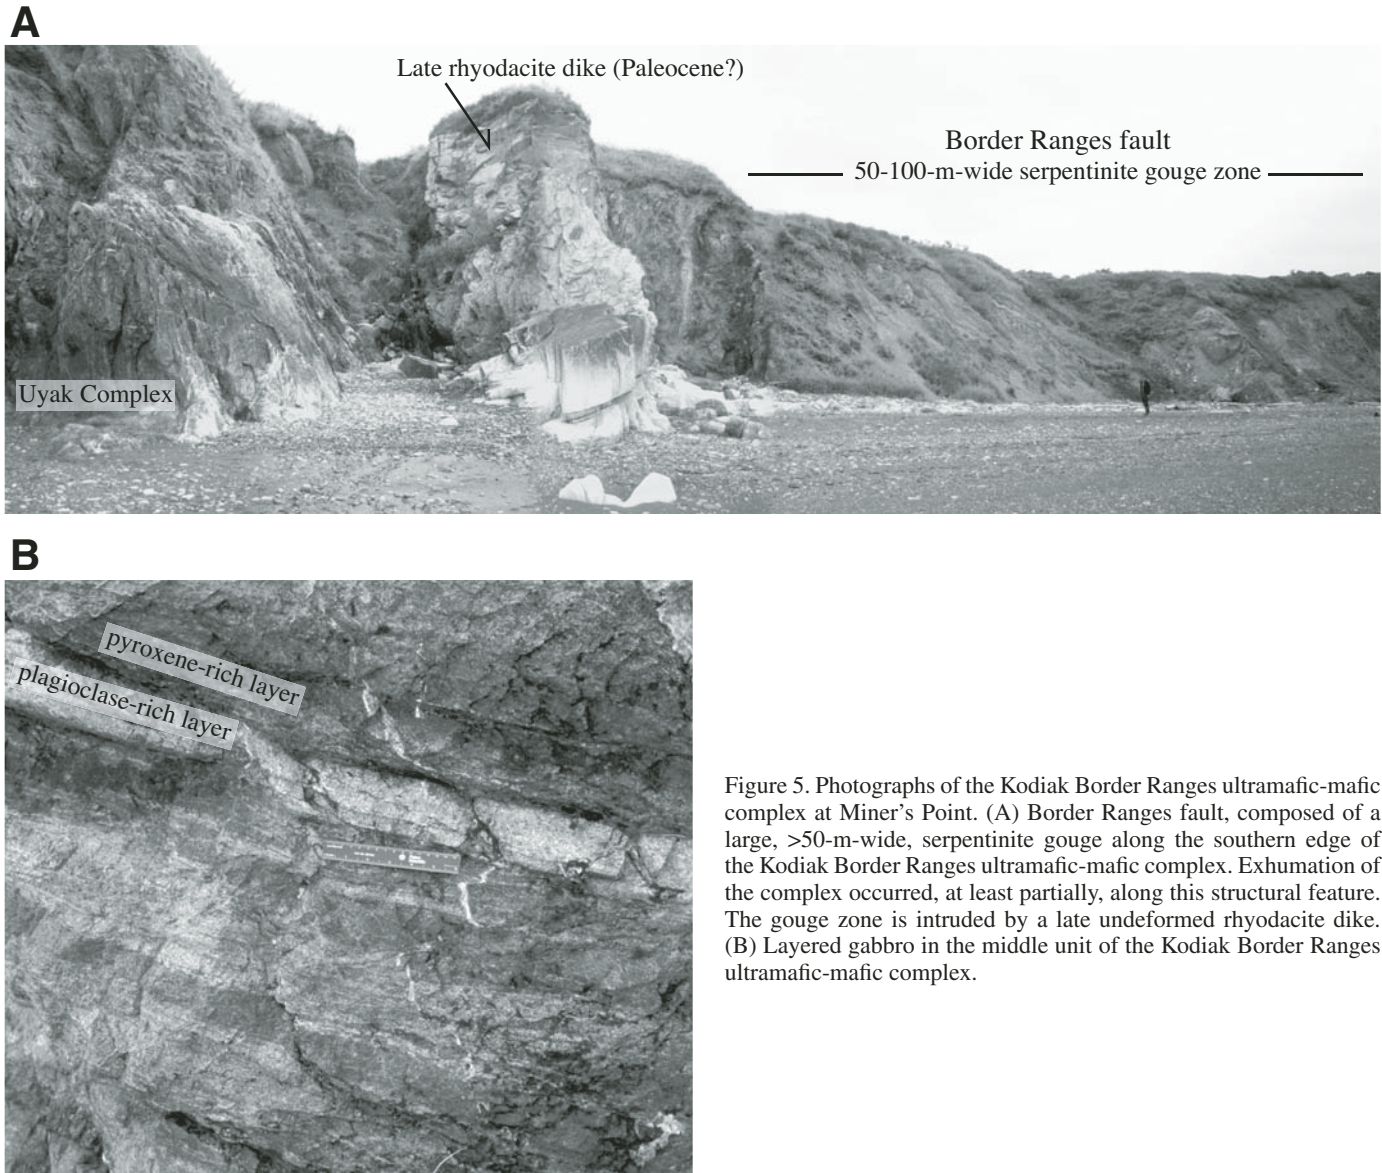 A
Late rhyodacite dike (Paleocene?)
Border Ranges fault
50-100-m-wide serpentinite gouge zone
Uyak Complex
B
pyroxene-rich layer
plagioclase-rich layer
Figure 5. Photographs of the Kodiak Border Ranges ultramafic-mafic
complex at Miner's Point. (A) Border Ranges fault, composed of a
large, >50-m-wide, serpentinite gouge along the southern edge of
the Kodiak Border Ranges ultramafic-mafic complex. Exhumation of
the complex occurred, at least partially, along this structural feature.
The gouge zone is intruded by a late undeformed rhyodacite dike.
(B) Layered gabbro in the middle unit of the Kodiak Border Ranges
ultramafic-mafic complex.